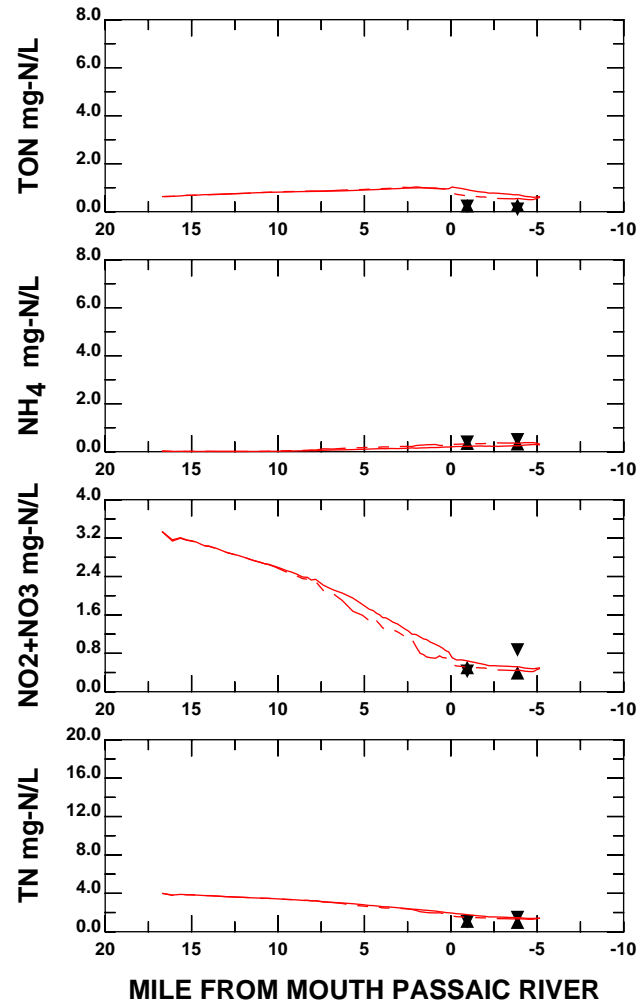 TON mg-N/L
8.0
6.0
4.0
2.0
0.0
20 15 10 5 0 -5 -10
NH4 mg-N/L
8.0
6.0
4.0
2.0
0.0
20 15 10 5 0 -5 -10
NO2+NO3 mg-N/L
4.0
3.2
2.4
1.6
0.8
0.0
20 15 10 5 0 -5 -10
TN mg-N/L
20.0
16.0
12.0
8.0
4.0
0.0
20 15 10 5 0 -5 -10
MILE FROM MOUTH PASSAIC RIVER